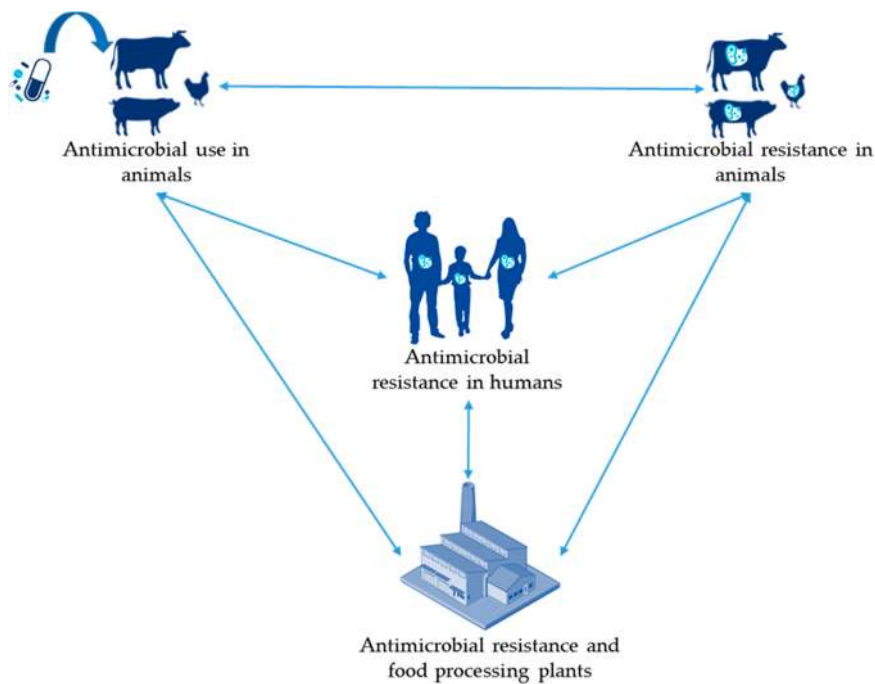 Antimicrobial use in
animals
Antimicrobial resistance in
animals
Antimicrobial
resistance in humans
Antimicrobial resistance and
food processing plants